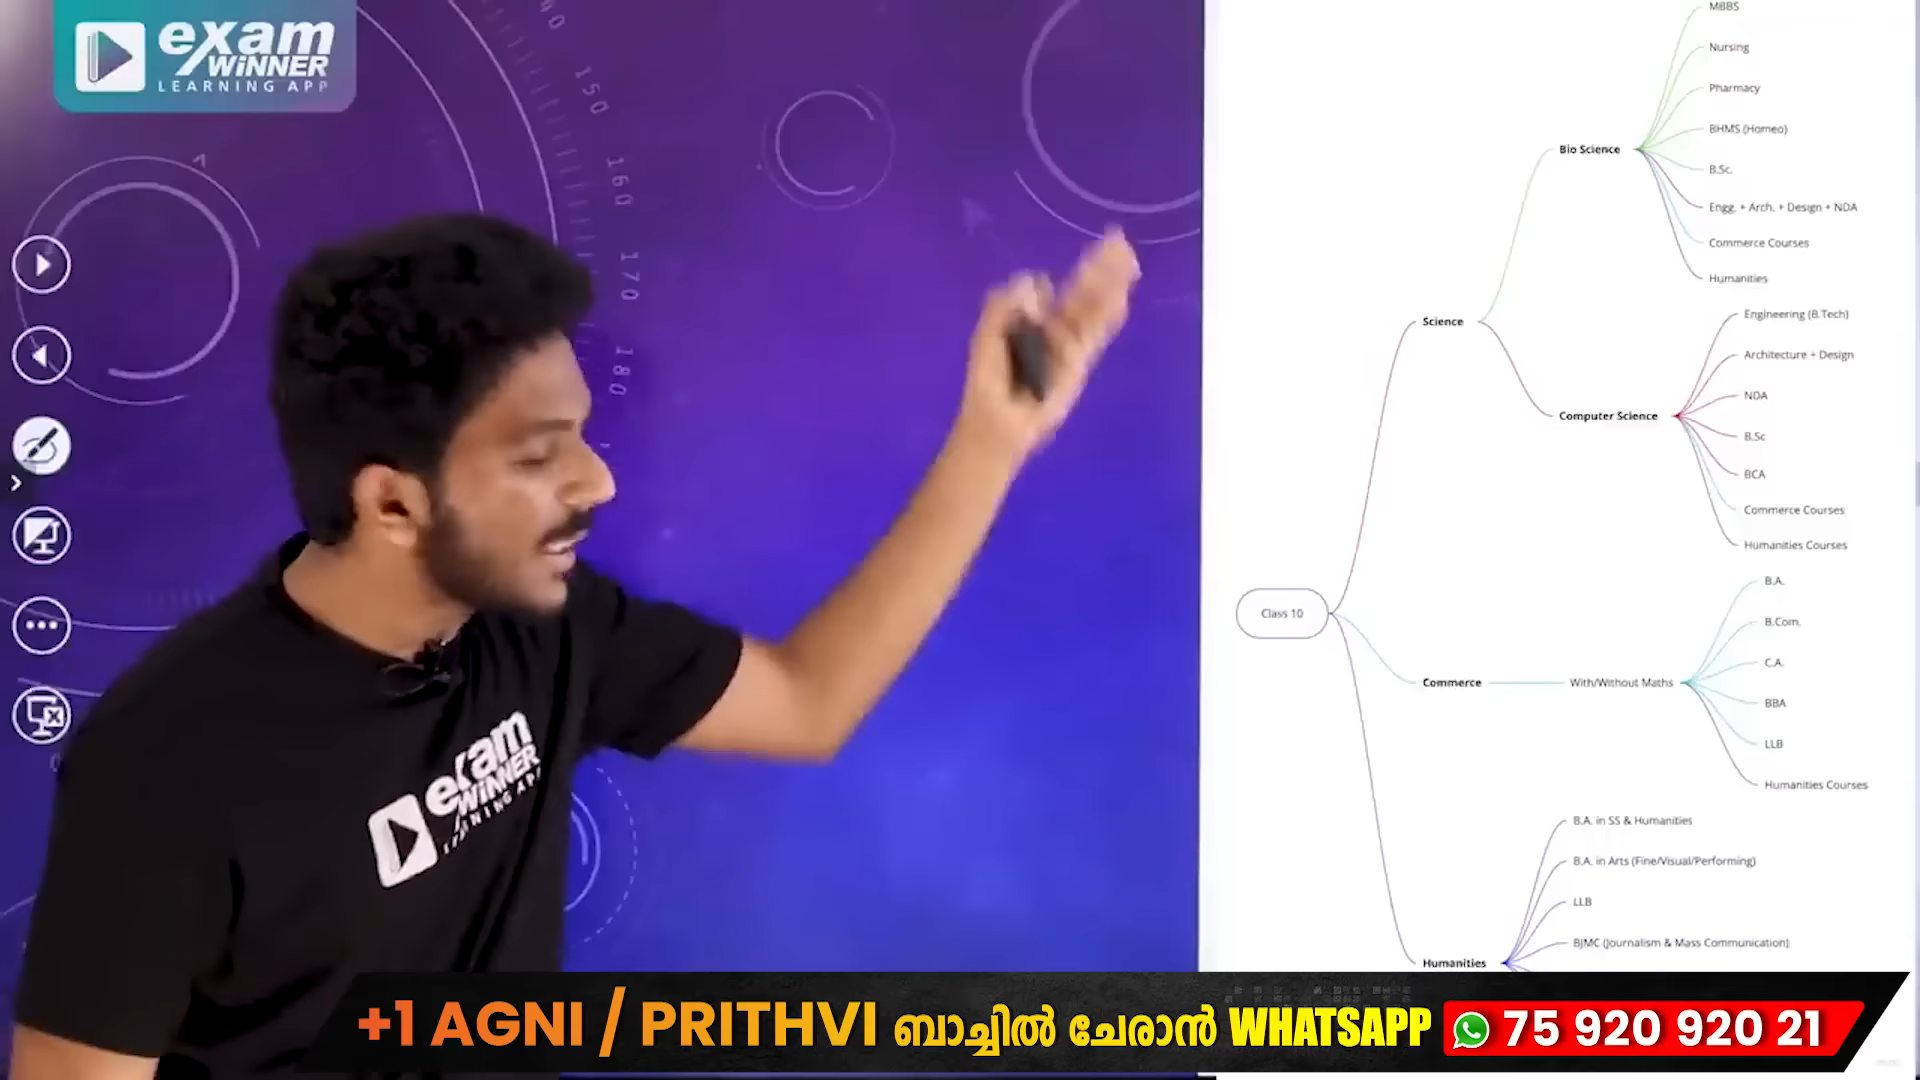 exam
WINNER
LEARNING APP
150
160
170
180
exam
WINNER
MBBS
Nursing
Pharmacy
BHMS (Homeo)
Bio Science
B.Sc.
Engg. + Arch. + Design + NDA
Commerce Courses
Humanities
Science
Engineering (B.Tech)
Architecture + Design
NDA
Computer Science
B.Sc
BCA
Commerce Courses
Humanities Courses
Class 10
B.A.
B.Com.
C.A.
Commerce
With/Without Maths
BBA
LLB
Humanities Courses
B.A. in SS & Humanities
B.A. in Arts (Fine/Visual/Performing)
LLB
BJMC (Journalism & Mass Communication)
Humanities
+1 AGNI / PRITHVI ബാച്ചിൽ ചേരാൻ WHATSAPP 75 920 920 21